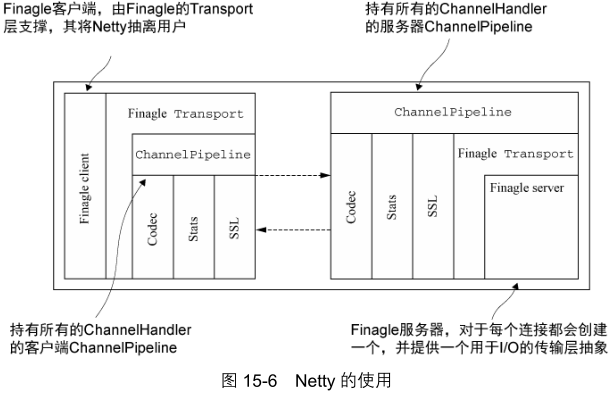 Finagle客户端，由Finagle的Transport
层支撑，其将Netty抽离用户
持有所有的ChannelHandler
的服务器ChannelPipeline
Finagle client
Finagle Transport
ChannelPipeline
Codec
Stats
SSL
ChannelPipeline
Codec
Stats
SSL
Finagle Transport
Finagle server
持有所有的ChannelHandler
的客户端ChannelPipeline
Finagle服务器，对于每个连接都会创建
一个，并提供一个用于I/O的传输层抽象
图 15-6 Netty 的使用